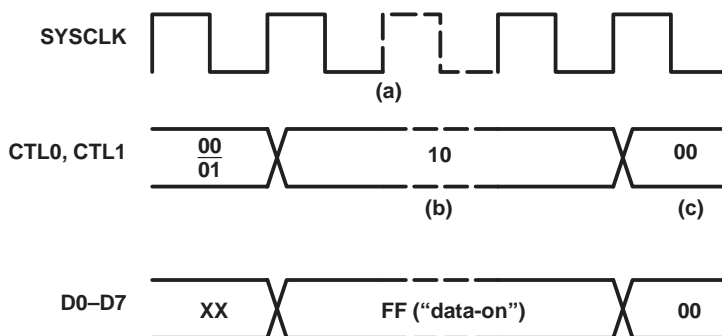 SYSCLK
(a)
CTL0, CTL1
00
01
10
00
(b)
(c)
D0–D7
XX
FF (“data-on”)
00